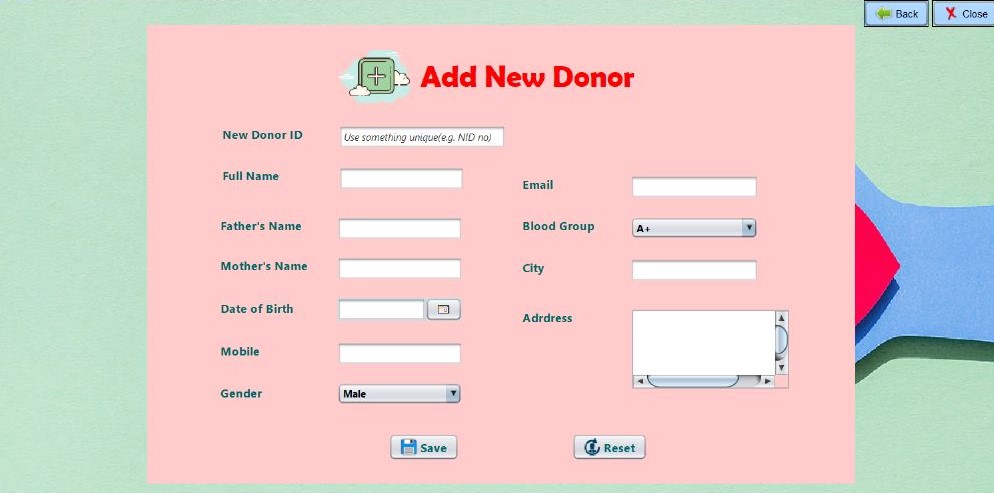 Back
Close
Add New Donor
New Donor ID
Use something unique(e.g. NID no)
Full Name
Email
Father's Name
Blood Group
A+
Mother's Name
City
Date of Birth
Adrdress
Mobile
Gender
Male
Save
Reset